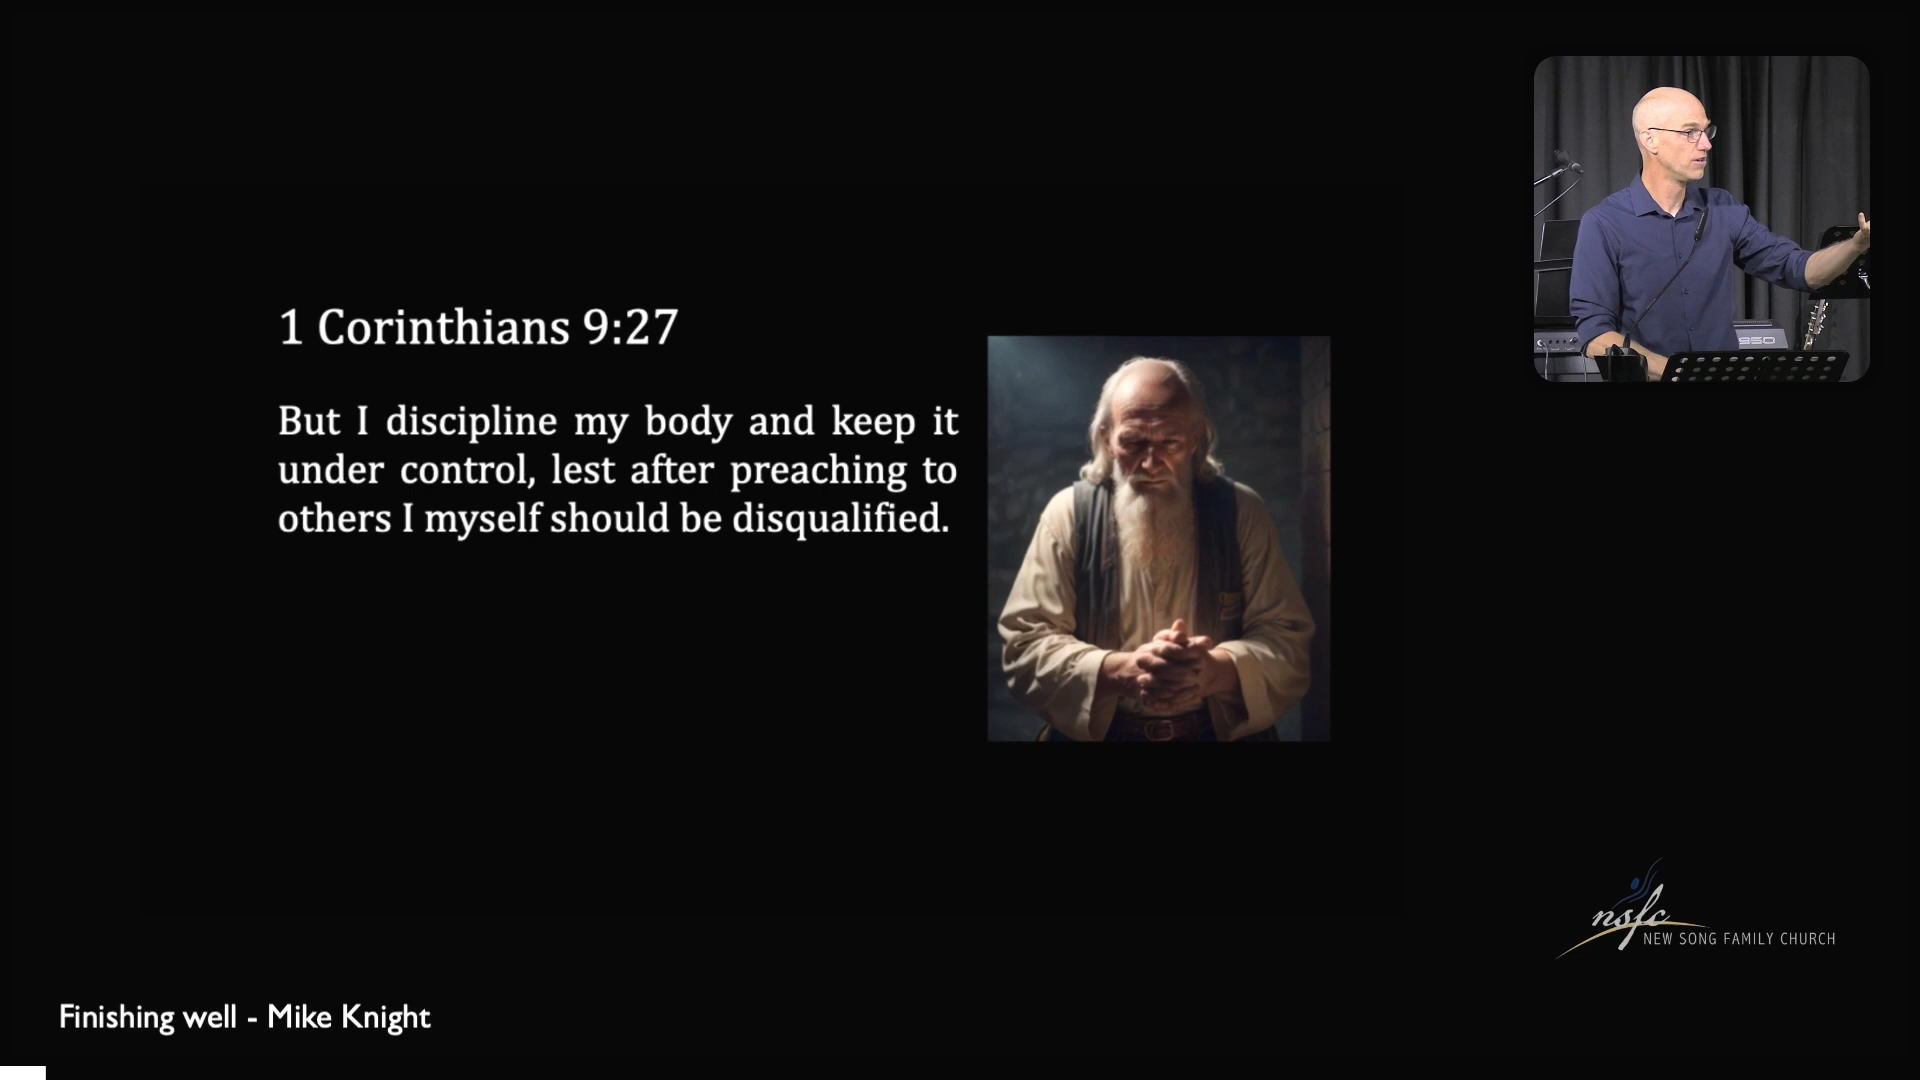 1 Corinthians 9:27
But I discipline my body and keep it
under control, lest after preaching to
others I myself should be disqualified.
950
nsfc
NEW SONG FAMILY CHURCH
Finishing well - Mike Knight